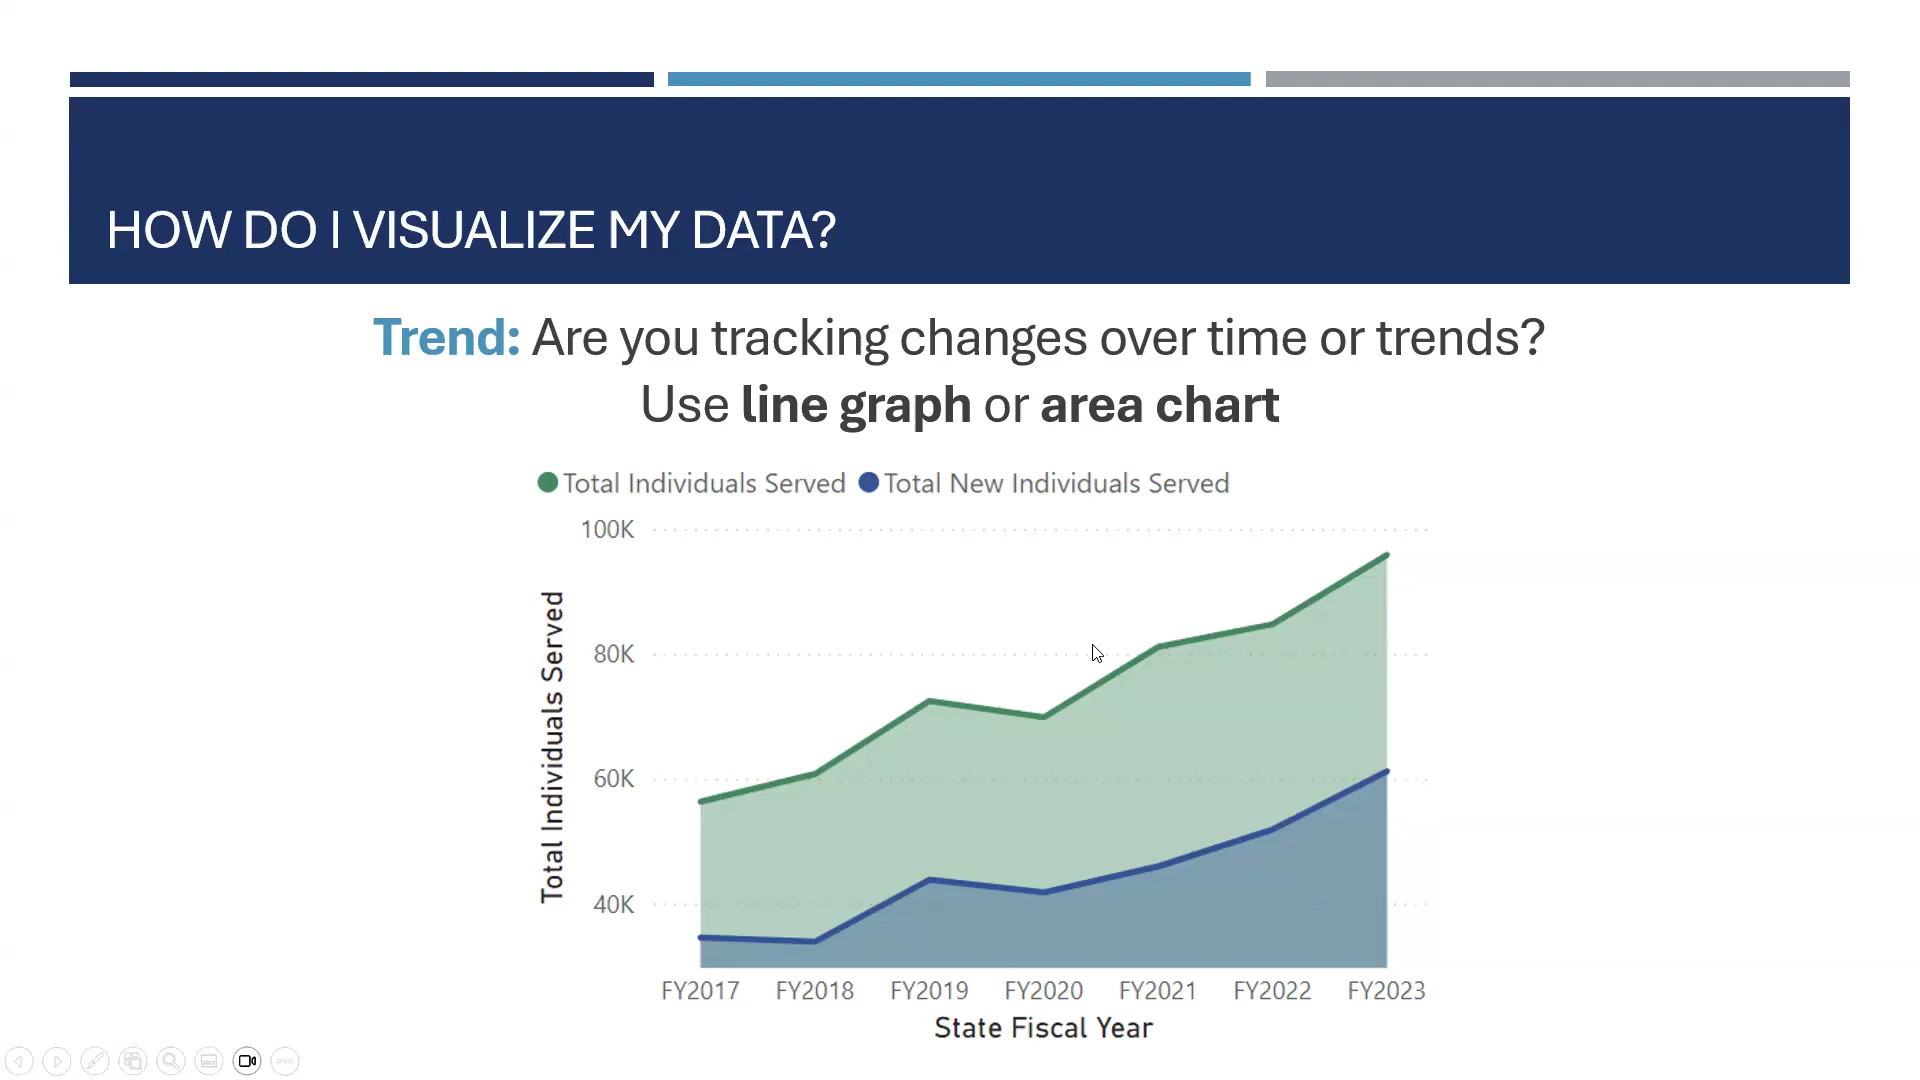 HOW DO I VISUALIZE MY DATA?
Trend: Are you tracking changes over time or trends?
Use line graph or area chart
Total Individuals Served Total New Individuals Served
100K
80K
60K
40K
Total Individuals Served
FY2017 FY2018 FY2019 FY2020 FY2021 FY2022 FY2023
State Fiscal Year